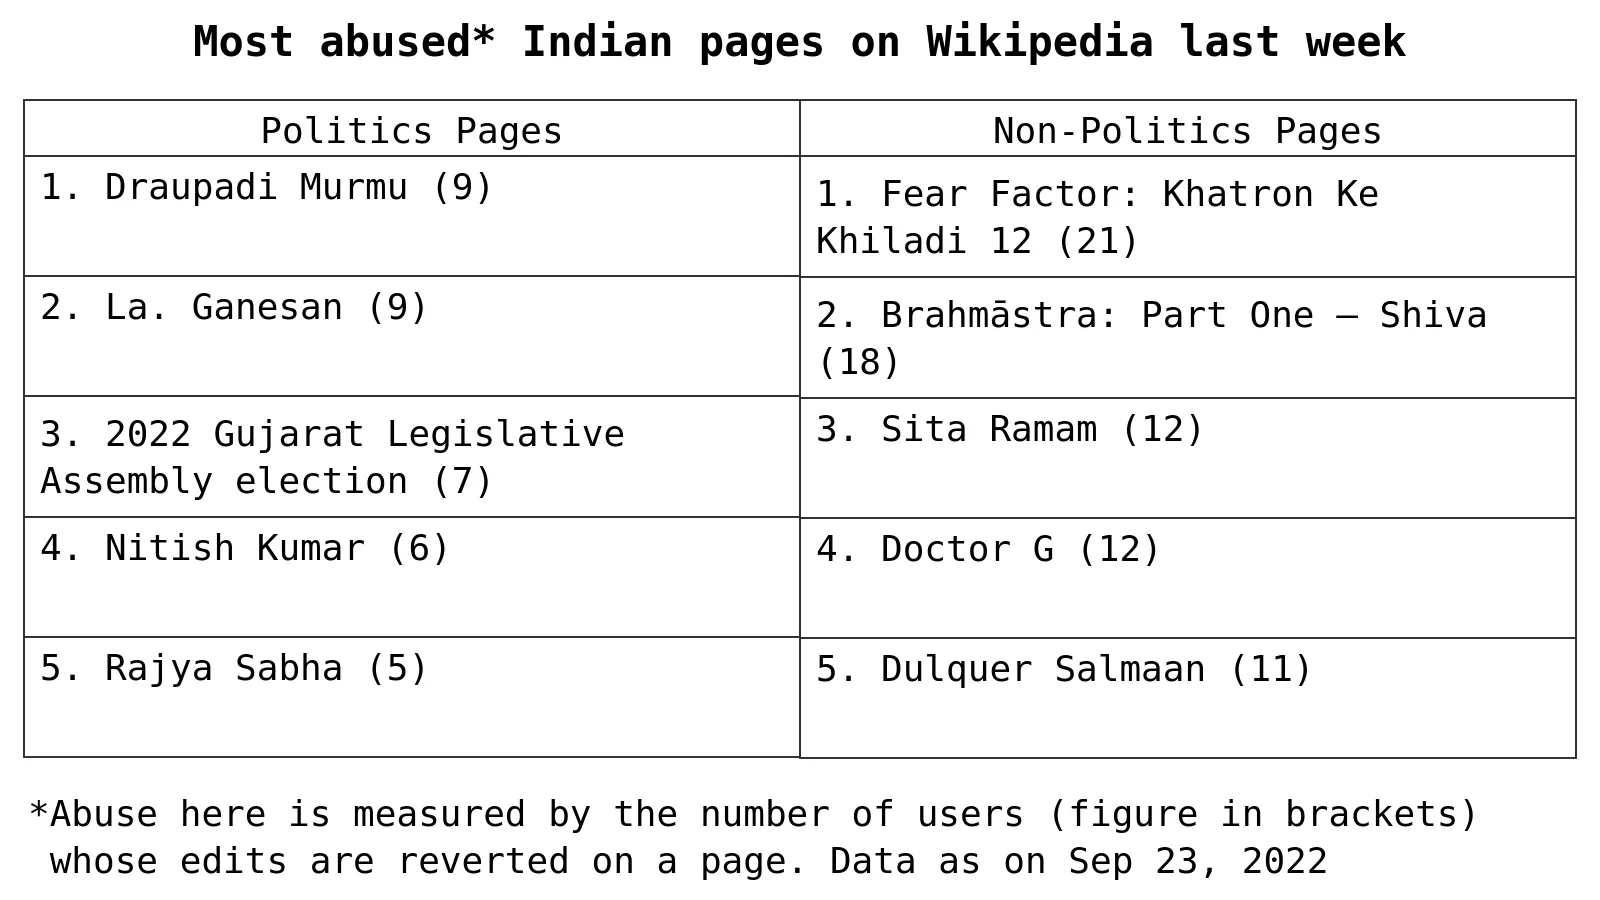 Most abused* Indian pages on Wikipedia last week
Politics Pages
1. Draupadi Murmu (9)
2. La. Ganesan (9)
3. 2022 Gujarat Legislative
Assembly election (7)
4. Nitish Kumar (6)
5. Rajya Sabha (5)
Non-Politics Pages
1. Fear Factor: Khatron Ke
Khiladi 12 (21)
2. Brahmāstra: Part One – Shiva
(18)
3. Sita Ramam (12)
4. Doctor G (12)
5. Dulquer Salmaan (11)
*Abuse here is measured by the number of users (figure in brackets)
whose edits are reverted on a page. Data as on Sep 23, 2022